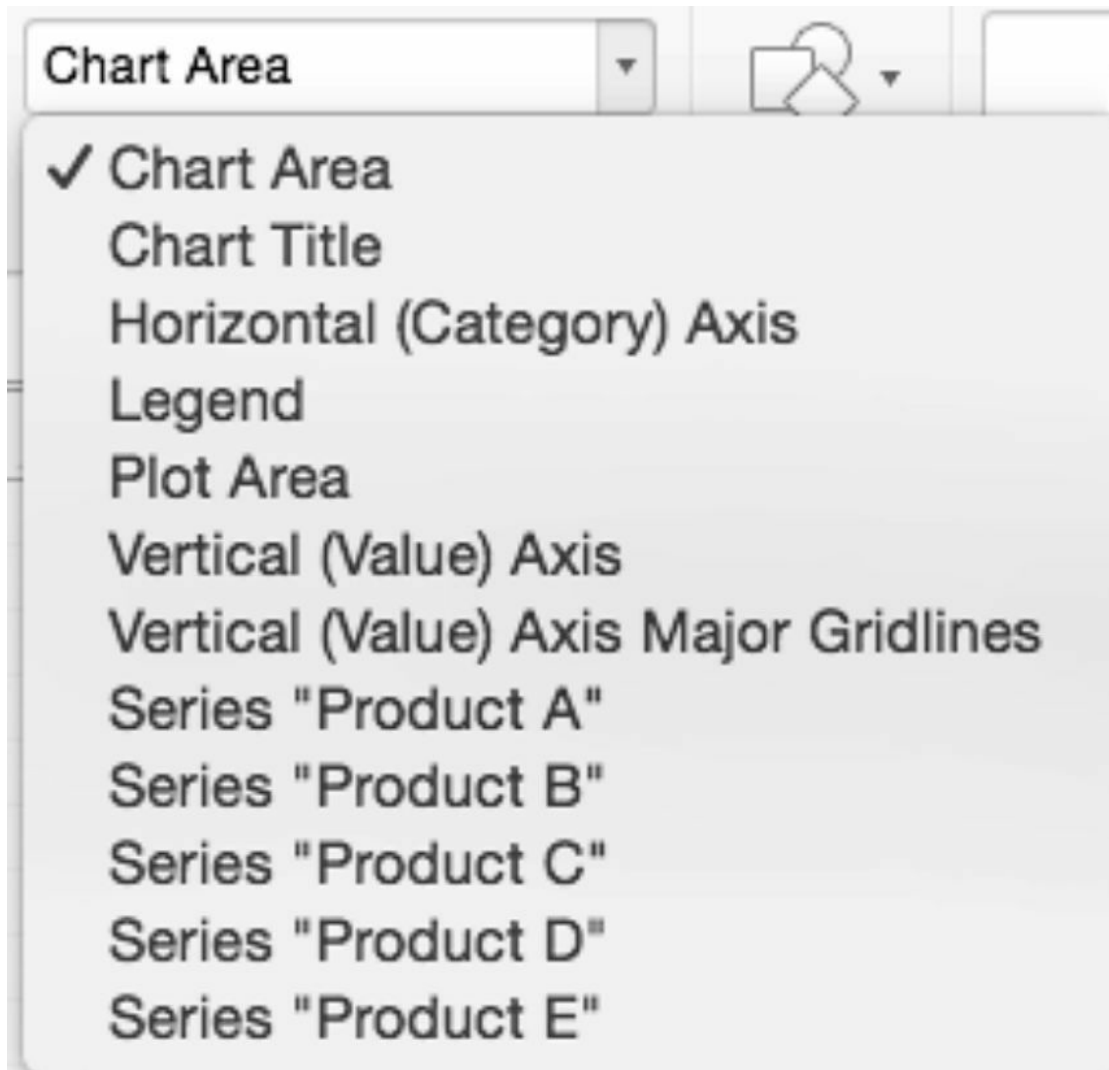 Chart Area
✓ Chart Area
Chart Title
Horizontal (Category) Axis
Legend
Plot Area
Vertical (Value) Axis
Vertical (Value) Axis Major Gridlines
Series "Product A"
Series "Product B"
Series "Product C"
Series "Product D"
Series "Product E"